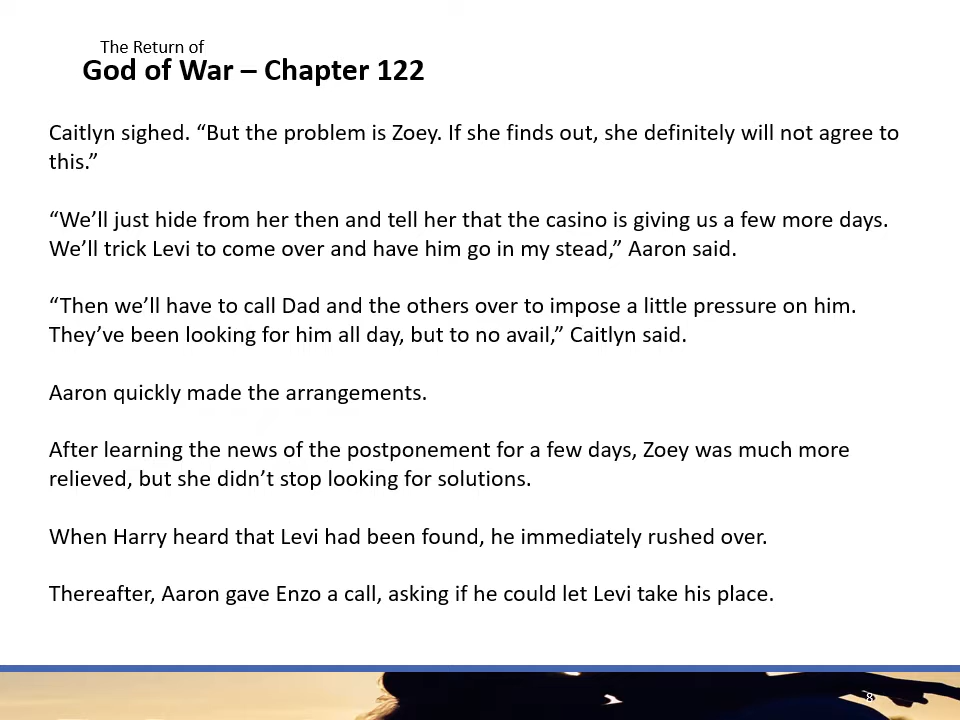 The Return of
God of War – Chapter 122
Caitlyn sighed. “But the problem is Zoey. If she finds out, she definitely will not agree to
this.”
“We’ll just hide from her then and tell her that the casino is giving us a few more days.
We’ll trick Levi to come over and have him go in my stead,” Aaron said.
“Then we’ll have to call Dad and the others over to impose a little pressure on him.
They’ve been looking for him all day, but to no avail,” Caitlyn said.
Aaron quickly made the arrangements.
After learning the news of the postponement for a few days, Zoey was much more
relieved, but she didn’t stop looking for solutions.
When Harry heard that Levi had been found, he immediately rushed over.
Thereafter, Aaron gave Enzo a call, asking if he could let Levi take his place.
8